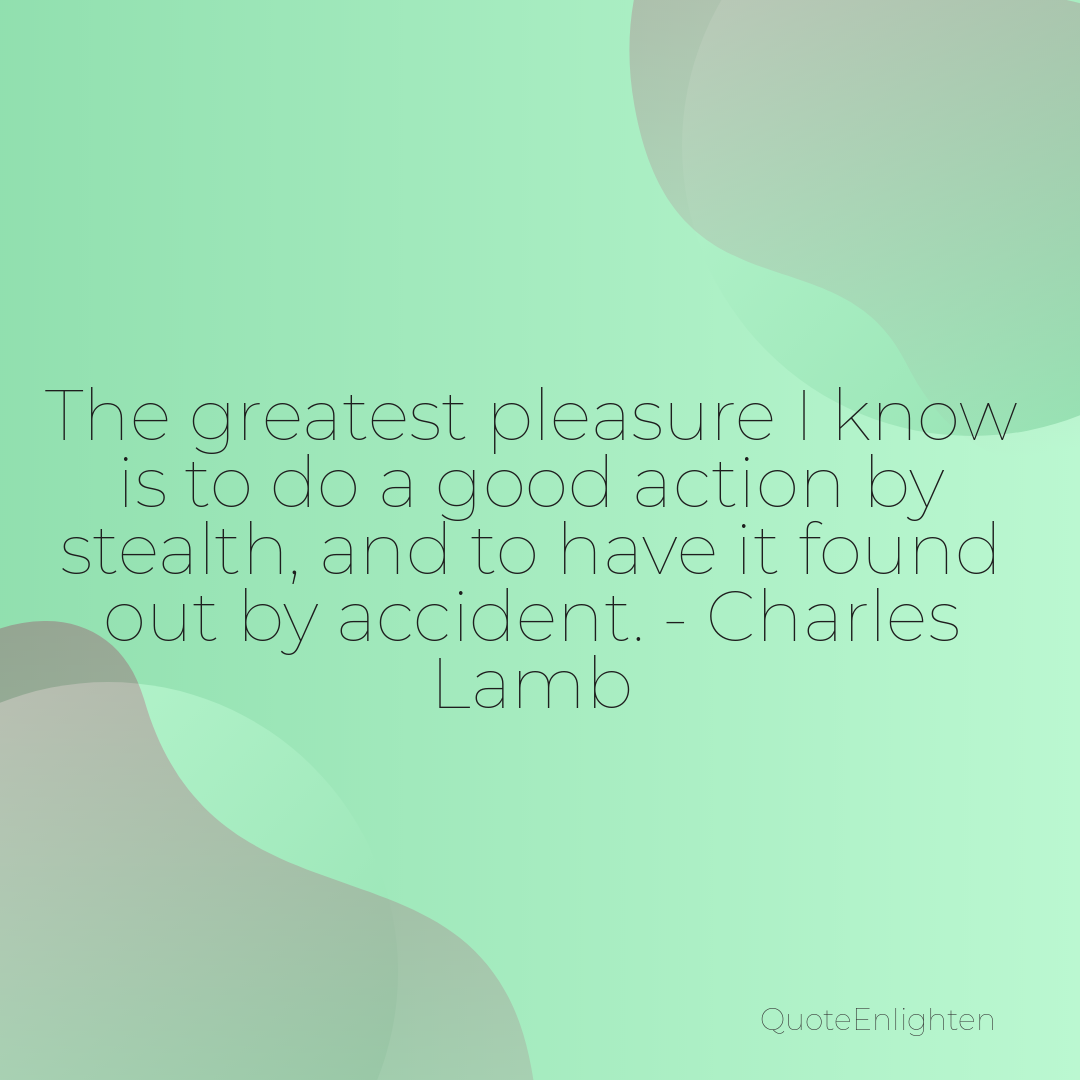 The greatest pleasure I know
is to do a good action by
stealth, and to have it found
out by accident. - Charles
Lamb
QuoteEnlighten